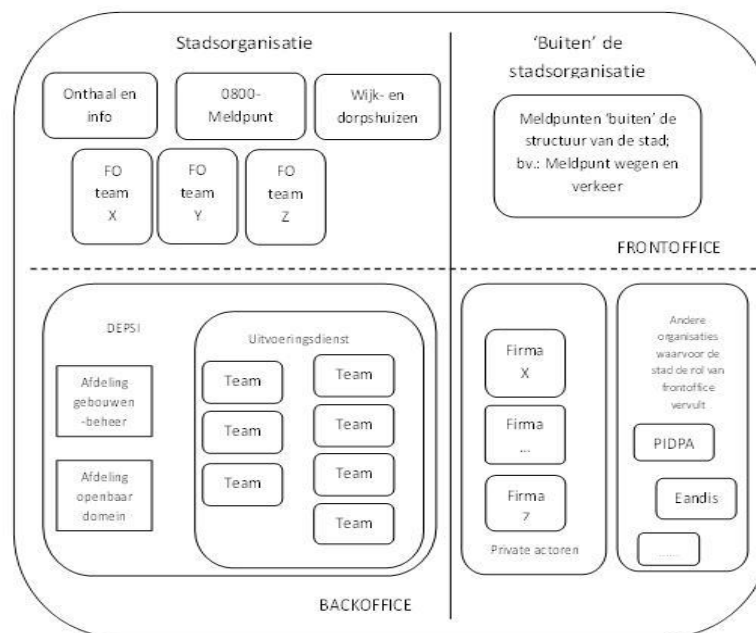 Stadsorganisatie
'Buiten' de
stadsorganisatie
Onthaal en
info
0800-
Meldpunt
Wijk- en
dorpshuizen
FO
team
X
FO
team
Y
FO
team
Z
Meldpunten 'buiten' de
structuur van de stad;
bv.: Meldpunt wegen en
verkeer
FRONTOFFICE
DEPSI
Afdeling
gebouwen
-beheer
Afdeling
openbaar
domein
Uitvoeringsdienst
Team
Team
Team
Team
Team
Team
Team
BACKOFFICE
Firma
X
Firma
...
Firma
Z
Private actoren
Andere
organisaties
waarvoor de
stad de rol van
frontoffice
vervult
PIDPA
Eandis
......